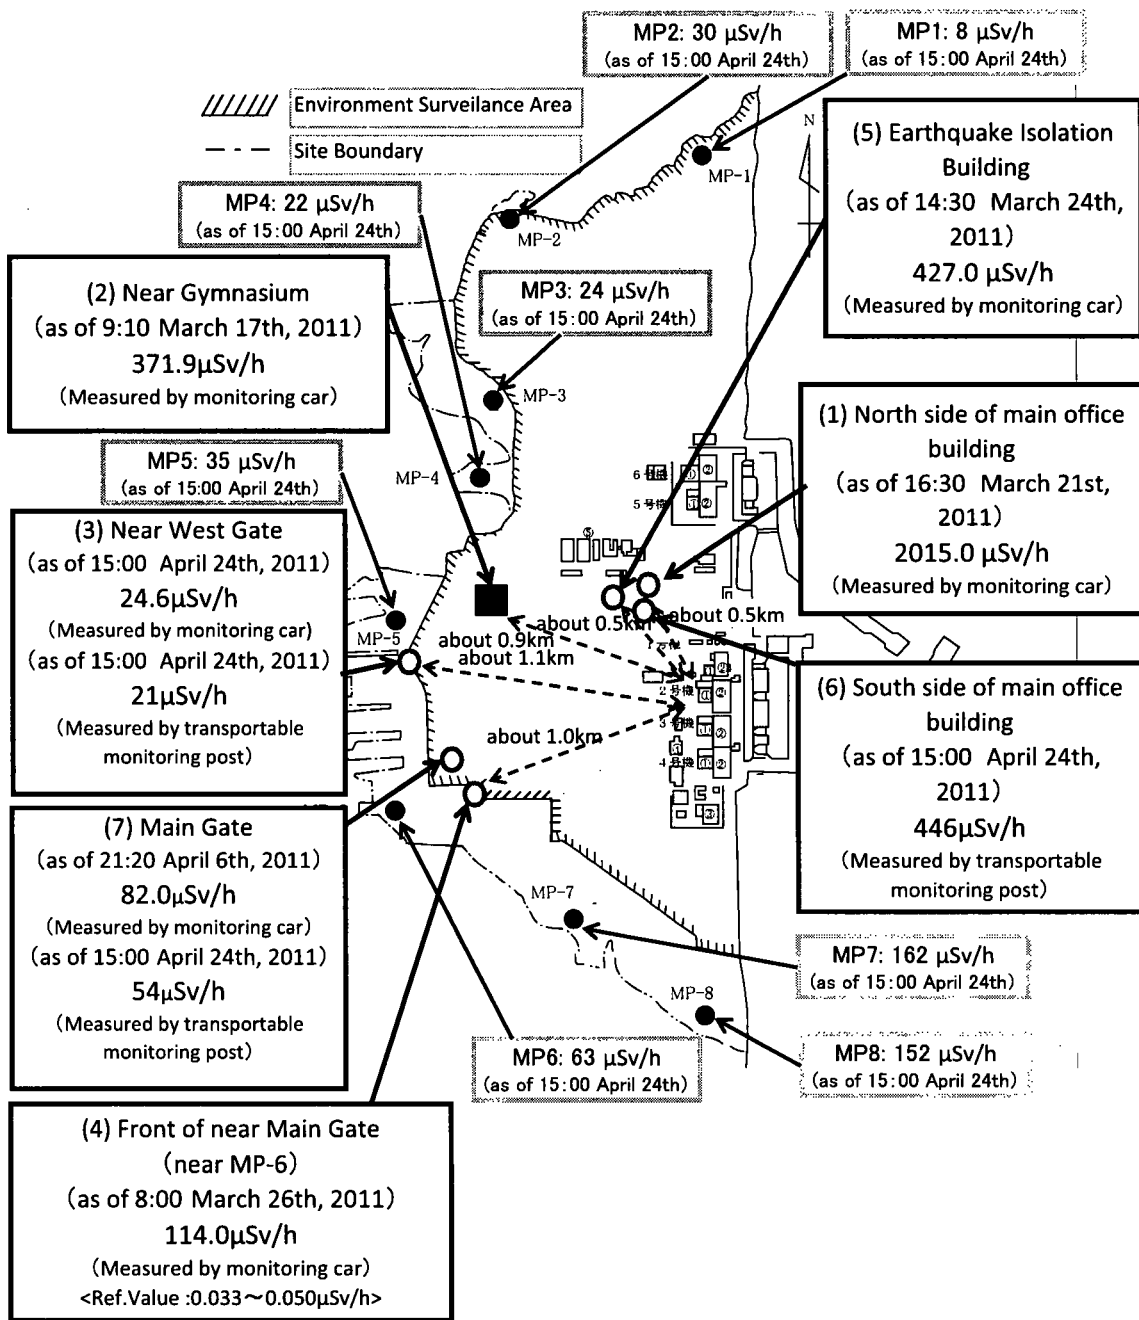 MP2: 30 μSv/h
(as of 15:00 April 24th)
MP1: 8 μSv/h
(as of 15:00 April 24th)
Environment Surveilance Area
Site Boundary
N
MP-1
MP-2
(5) Earthquake Isolation
Building
(as of 14:30 March 24th,
2011)
427.0 μSv/h
(Measured by monitoring car)
MP4: 22 μSv/h
(as of 15:00 April 24th)
(2) Near Gymnasium
(as of 9:10 March 17th, 2011)
371.9μSv/h
(Measured by monitoring car)
MP3: 24 μSv/h
(as of 15:00 April 24th)
MP-3
MP-4
(1) North side of main office
building
(as of 16:30 March 21st,
2011)
2015.0 μSv/h
(Measured by monitoring car)
MP5: 35 μSv/h
(as of 15:00 April 24th)
6号機
① ②
5号機
① ②
⑤
(3) Near West Gate
(as of 15:00 April 24th, 2011)
24.6μSv/h
(Measured by monitoring car)
(as of 15:00 April 24th, 2011)
21μSv/h
(Measured by transportable
monitoring post)
MP-5
about 0.5km
about 0.5km
about 0.9km
about 1.1km
about 1.0km
2号機
① ②
3号機
① ②
4号機
① ②
(6) South side of main office
building
(as of 15:00 April 24th,
2011)
446μSv/h
(Measured by transportable
monitoring post)
(7) Main Gate
(as of 21:20 April 6th, 2011)
82.0μSv/h
(Measured by monitoring car)
(as of 15:00 April 24th, 2011)
54μSv/h
(Measured by transportable
monitoring post)
MP-7
MP7: 162 μSv/h
(as of 15:00 April 24th)
MP-8
MP6: 63 μSv/h
(as of 15:00 April 24th)
MP8: 152 μSv/h
(as of 15:00 April 24th)
(4) Front of near Main Gate
(near MP-6)
(as of 8:00 March 26th, 2011)
114.0μSv/h
(Measured by monitoring car)
<Ref.Value :0.033～0.050μSv/h>